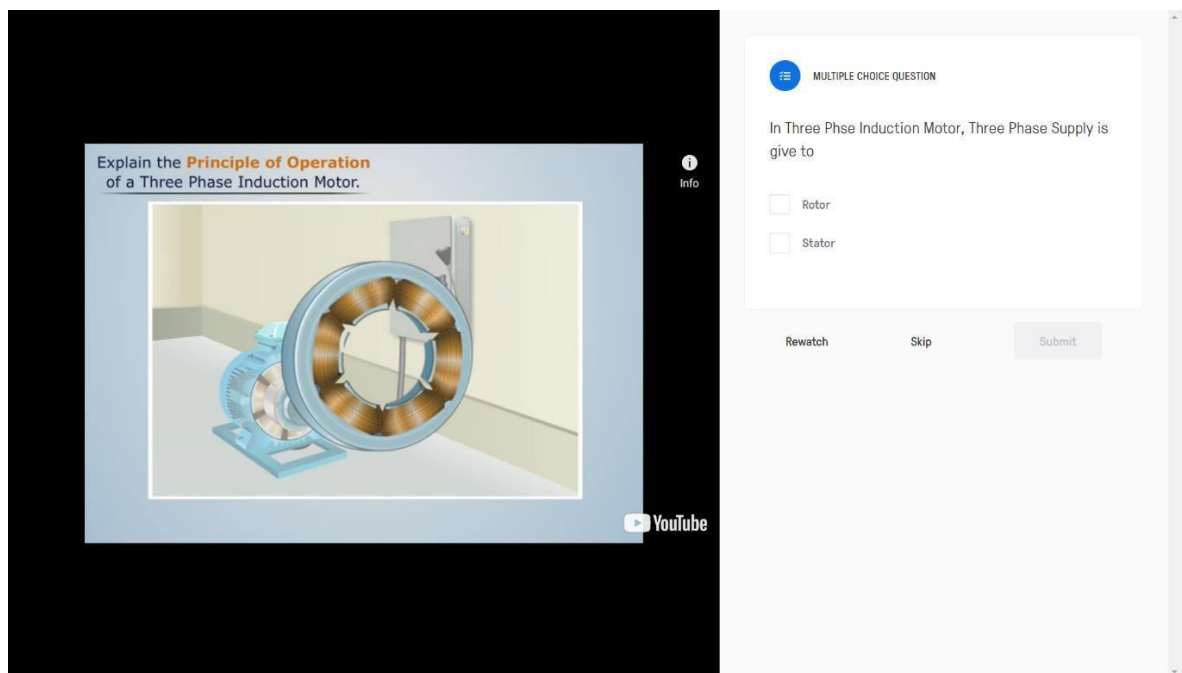 Explain the Principle of Operation
of a Three Phase Induction Motor.
Info
YouTube
MULTIPLE CHOICE QUESTION
In Three Phse Induction Motor, Three Phase Supply is
give to
Rotor
Stator
Rewatch
Skip
Submit